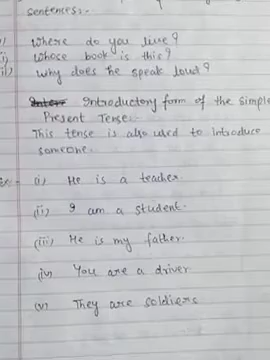 sentences:-
i) Where do you live?
ii) Whose book is this?
iii) Why does he speak loud?
Introductory form of the simple
Present Tense:-
This tense is also used to introduce
someone.
Ex:- (i) He is a teacher.
(ii) I am a student.
(iii) He is my father.
(iv) You are a driver
(v) They are soldiers